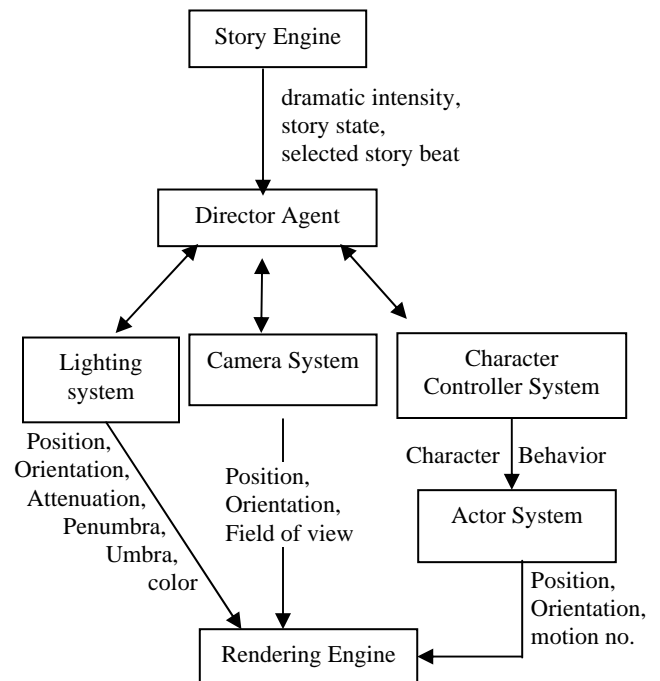 Story Engine
dramatic intensity,
story state,
selected story beat
Director Agent
Lighting
system
Camera System
Character
Controller System
Position,
Orientation,
Attenuation,
Penumbra,
Umbra,
color
Position,
Orientation,
Field of view
Character Behavior
Actor System
Position,
Orientation,
motion no.
Rendering Engine